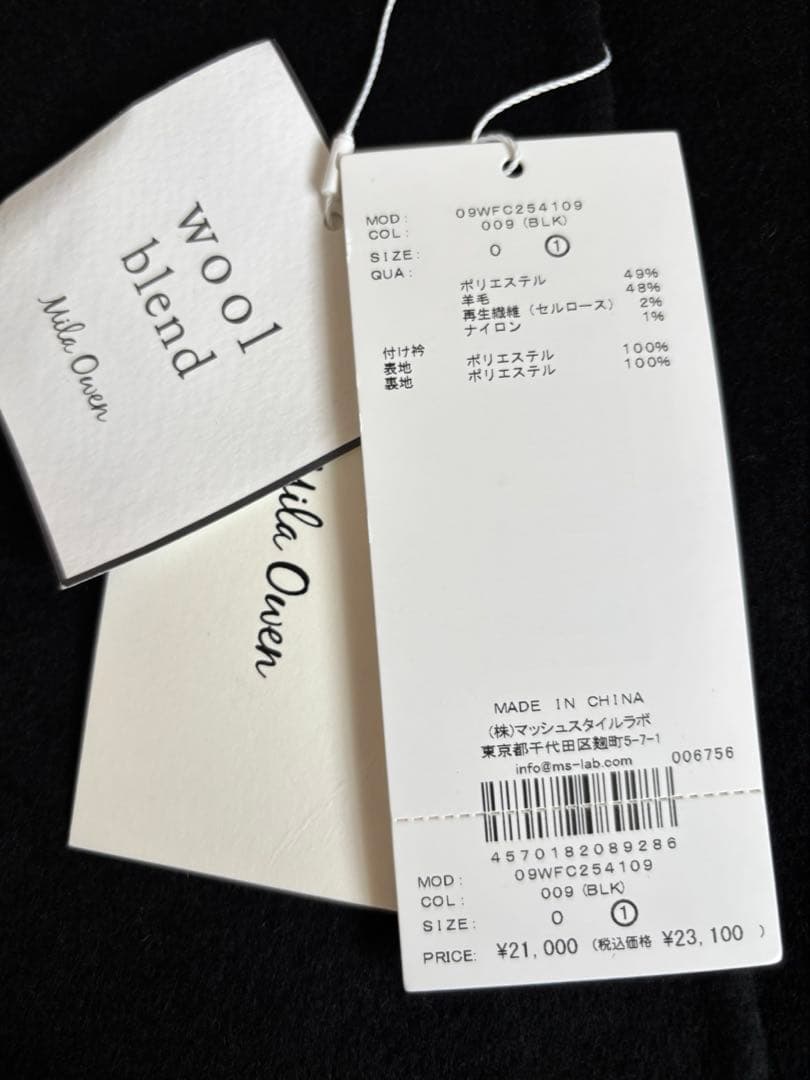 wool
blend
Mila Owen
Mila Owen
MOD: 09WFC254109
COL: 009 (BLK)
SIZE: 0 ①
QUA: ポリエステル 49%
羊毛 48%
再生繊維 (セルロース) 2%
ナイロン 1%
付け衿
表地 ポリエステル 100%
裏地 ポリエステル 100%
MADE IN CHINA
(株)マッシュスタイルラボ
東京都千代田区麹町5-7-1
info@ms-lab.com 006756
4570182089286
MOD: 09WFC254109
COL: 009 (BLK)
SIZE: 0 ①
PRICE: ¥21,000 (税込価格 ¥23,100 )